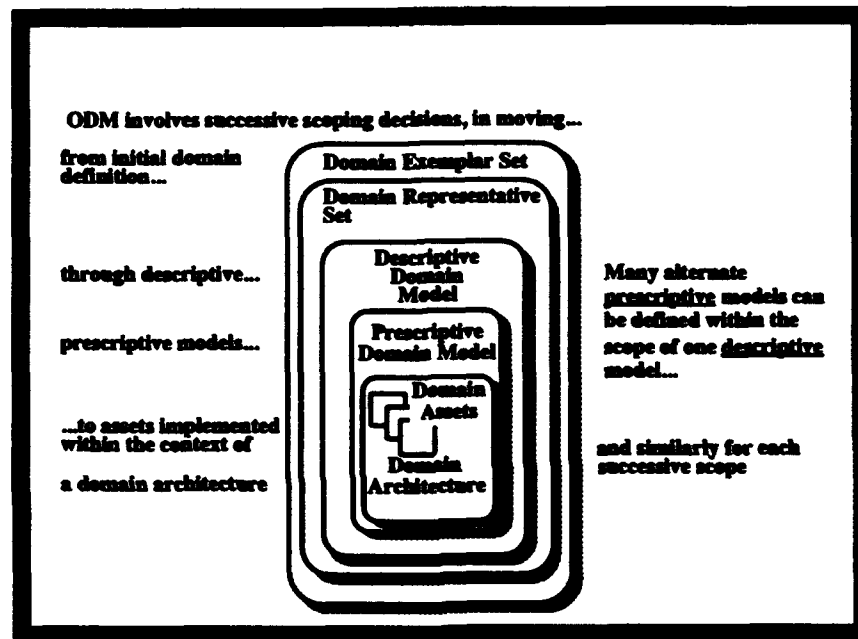 ODM involves successive scoping decisions, in moving...
from initial domain
definition...
Domain Exemplar Set
Domain Representative
Set
through descriptive...
Descriptive
Domain
Model
prescriptive models...
Prescriptive
Domain Model
Many alternate
prescriptive models can
be defined within the
scope of one descriptive
model...
...to assets implemented
within the context of
a domain architecture
Domain
Assets
Domain
Architecture
and similarly for each
successive scope